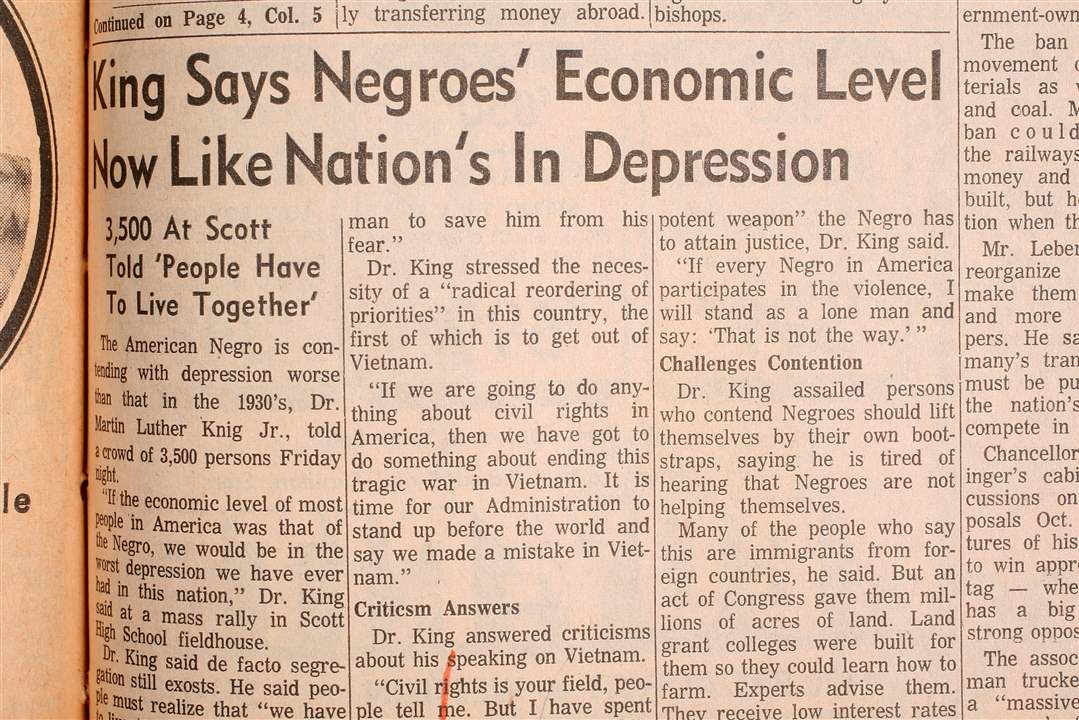 Continued on Page 4, Col. 5
ly transferring money abroad.
bishops.
King Says Negroes' Economic Level
Now Like Nation's In Depression
3,500 At Scott
Told 'People Have
To Live Together'
The American Negro is con-
tending with depression worse
than that in the 1930's, Dr.
Martin Luther Knig Jr., told
a crowd of 3,500 persons Friday
night.
"If the economic level of most
people in America was that of
the Negro, we would be in the
worst depression we have ever
had in this nation," Dr. King
said at a mass rally in Scott
High School fieldhouse.
Dr. King said de facto segre-
gation still exosts. He said peo-
ple must realize that "we have
man to save him from his
fear."
Dr. King stressed the neces-
sity of a "radical reordering of
priorities" in this country, the
first of which is to get out of
Vietnam.
"If we are going to do any-
thing about civil rights in
America, then we have got to
do something about ending this
tragic war in Vietnam. It is
time for our Administration to
stand up before the world and
say we made a mistake in Viet-
nam."
Criticsm Answers
Dr. King answered criticisms
about his speaking on Vietnam.
"Civil rights is your field, peo-
ple tell me. But I have spent
potent weapon" the Negro has
to attain justice, Dr. King said.
"If every Negro in America
participates in the violence, I
will stand as a lone man and
say: 'That is not the way.' "
Challenges Contention
Dr. King assailed persons
who contend Negroes should lift
themselves by their own boot-
straps, saying he is tired of
hearing that Negroes are not
helping themselves.
Many of the people who say
this are immigrants from for-
eign countries, he said. But an
act of Congress gave them mil-
lions of acres of land. Land
grant colleges were built for
them so they could learn how to
farm. Experts advise them.
They receive low interest rates
ernment-own
The ban
movement
terials as
and coal. M
ban could
the railways
money and
built, but h
tion when th
Mr. Leber
reorganize
make them
and more
pers. He sa
many's tran
must be pu
the nation's
compete in
Chancellor
inger's cabi
cussions on
posals Oct.
tures of his
to win appr
tag — whe
has a big
strong oppos
The assoc
man trucke
a "massive
le